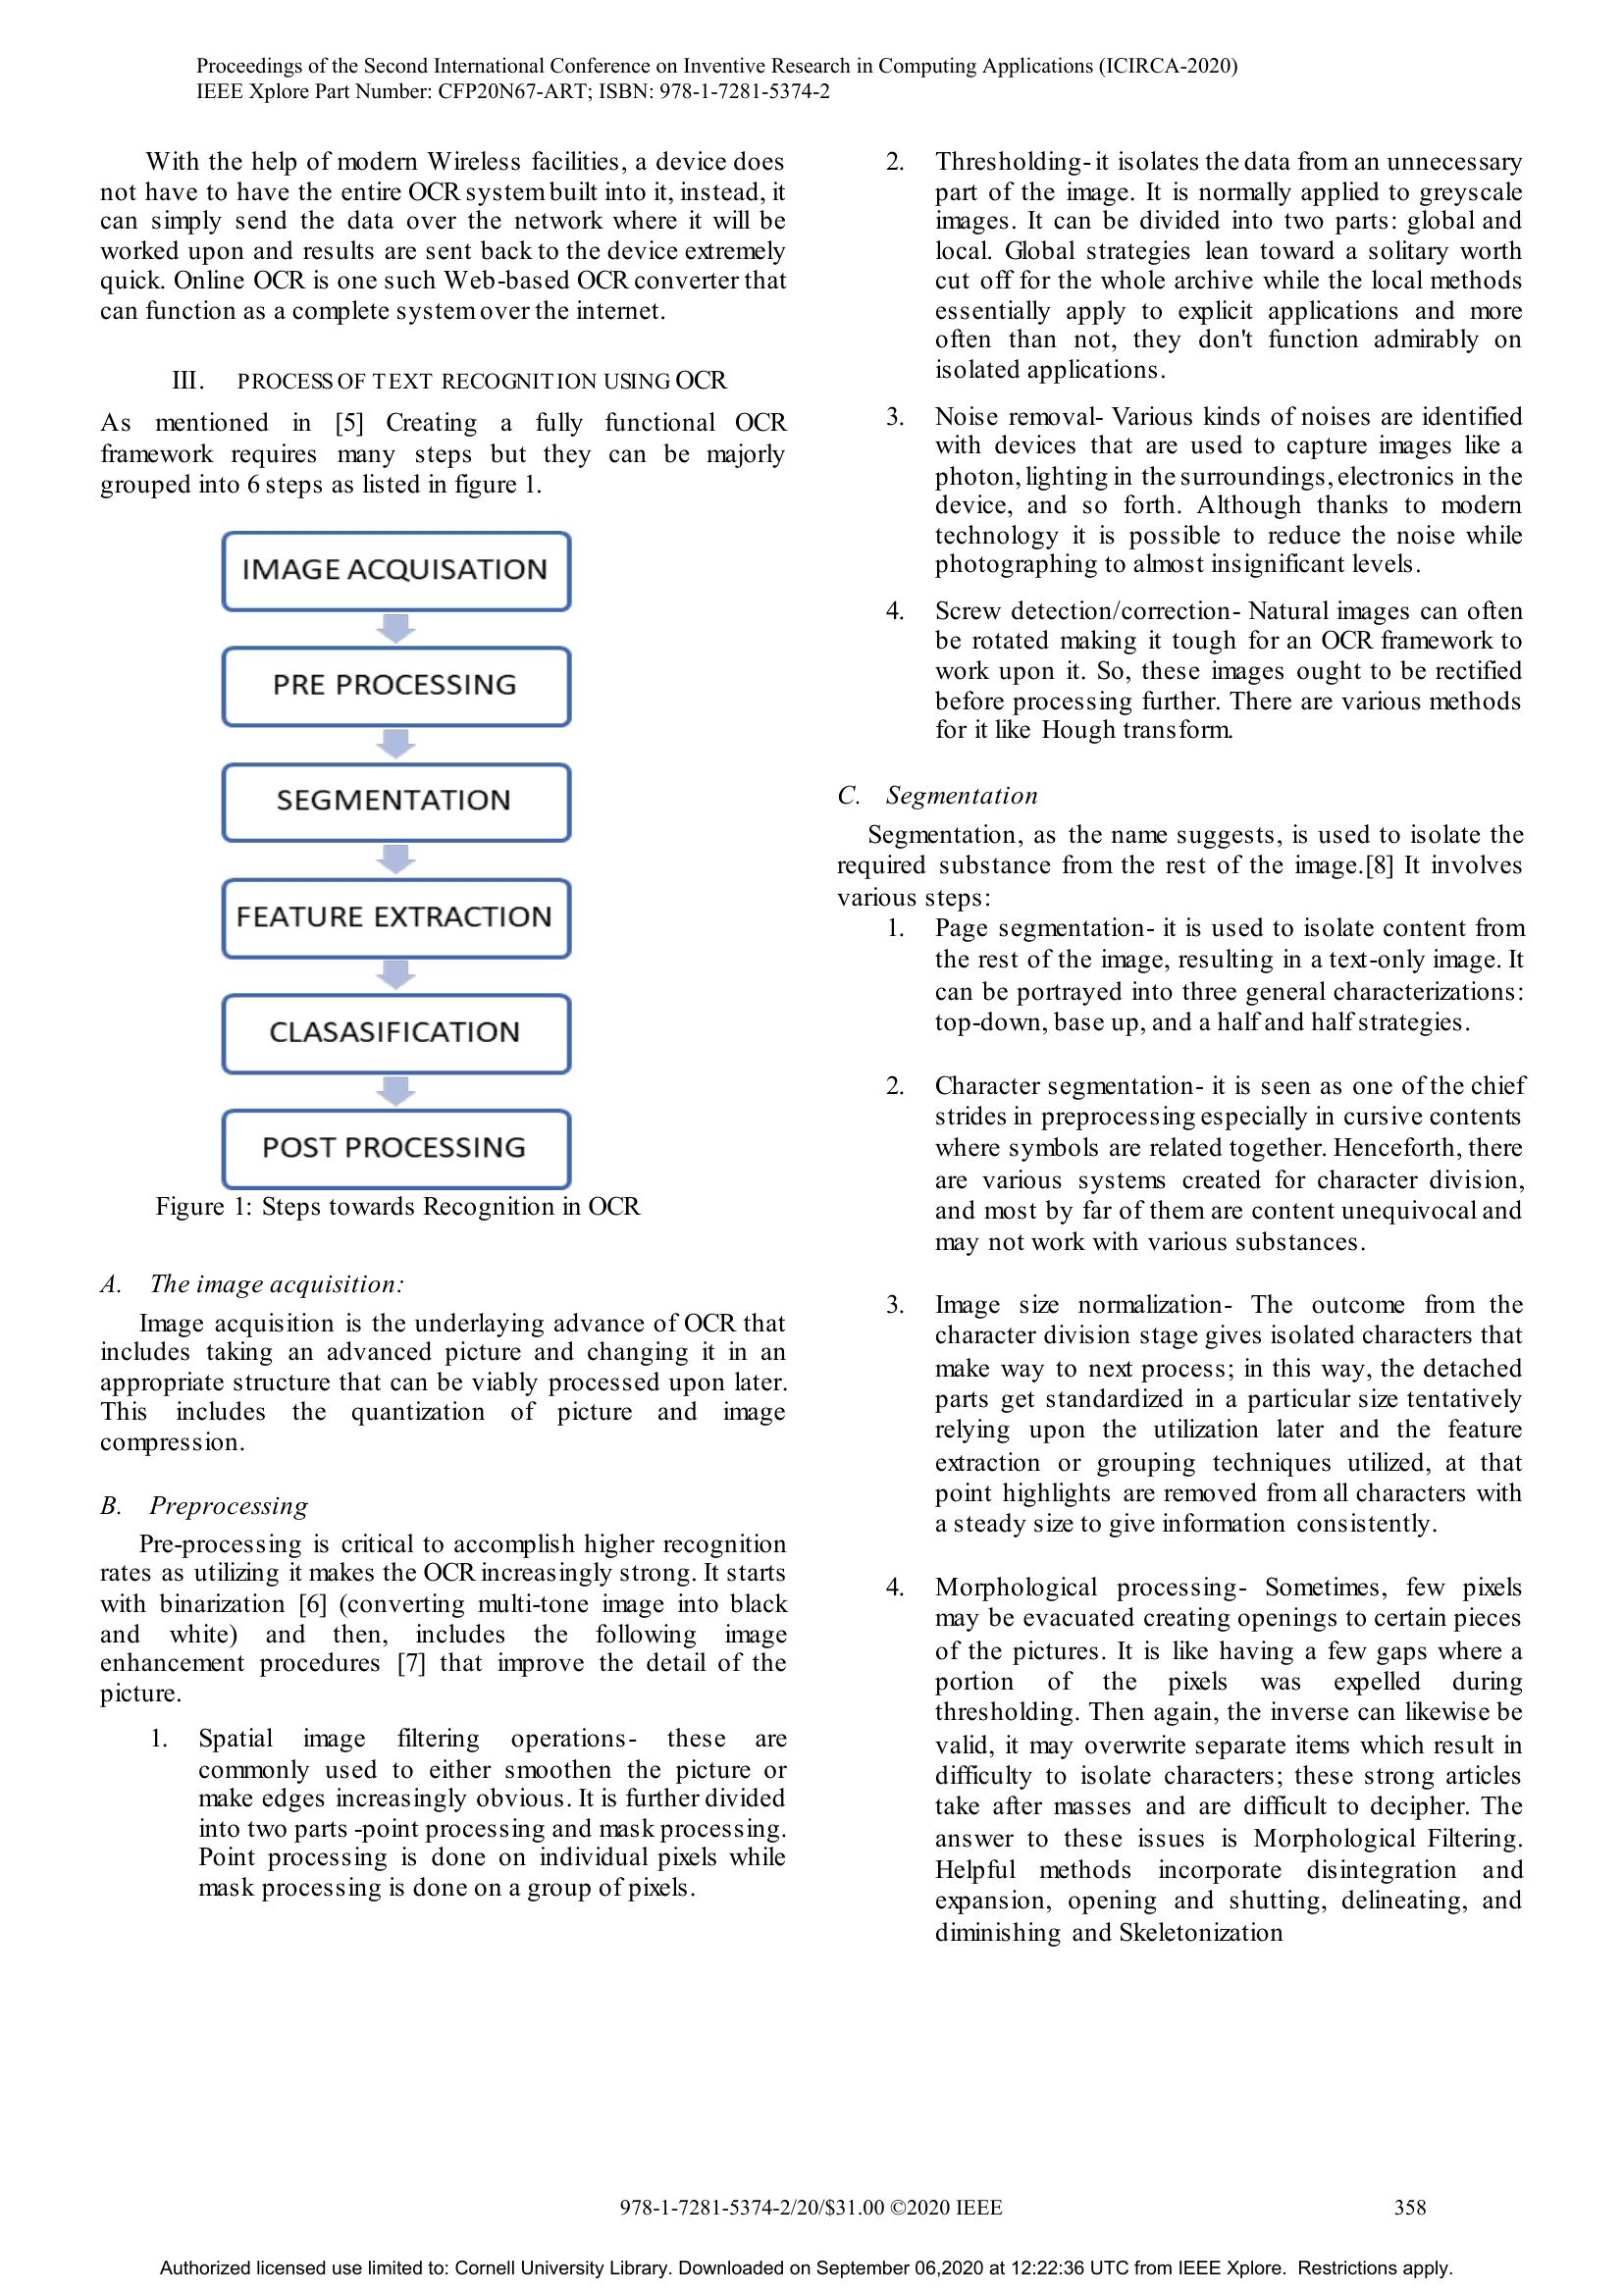 Proceedings of the Second International Conference on Inventive Research in Computing Applications (ICIRCA-2020)
IEEE Xplore Part Number: CFP20N67-ART; ISBN: 978-1-7281-5374-2
With the help of modern Wireless facilities, a device does
not have to have the entire OCR system built into it, instead, it
can simply send the data over the network where it will be
worked upon and results are sent back to the device extremely
quick. Online OCR is one such Web-based OCR converter that
can function as a complete system over the internet.
III. PROCESS OF TEXT RECOGNITION USING OCR
As mentioned in [5] Creating a fully functional OCR
framework requires many steps but they can be majorly
grouped into 6 steps as listed in figure 1.
IMAGE ACQUISATION
PRE PROCESSING
SEGMENTATION
FEATURE EXTRACTION
CLASASIFICATION
POST PROCESSING
Figure 1: Steps towards Recognition in OCR
A. The image acquisition:
Image acquisition is the underlaying advance of OCR that
includes taking an advanced picture and changing it in an
appropriate structure that can be viably processed upon later.
This includes the quantization of picture and image
compression.
B. Preprocessing
Pre-processing is critical to accomplish higher recognition
rates as utilizing it makes the OCR increasingly strong. It starts
with binarization [6] (converting multi-tone image into black
and white) and then, includes the following image
enhancement procedures [7] that improve the detail of the
picture.
1. Spatial image filtering operations- these are
commonly used to either smoothen the picture or
make edges increasingly obvious. It is further divided
into two parts -point processing and mask processing.
Point processing is done on individual pixels while
mask processing is done on a group of pixels.
2. Thresholding- it isolates the data from an unnecessary
part of the image. It is normally applied to greyscale
images. It can be divided into two parts: global and
local. Global strategies lean toward a solitary worth
cut off for the whole archive while the local methods
essentially apply to explicit applications and more
often than not, they don't function admirably on
isolated applications.
3. Noise removal- Various kinds of noises are identified
with devices that are used to capture images like a
photon, lighting in the surroundings, electronics in the
device, and so forth. Although thanks to modern
technology it is possible to reduce the noise while
photographing to almost insignificant levels.
4. Screw detection/correction- Natural images can often
be rotated making it tough for an OCR framework to
work upon it. So, these images ought to be rectified
before processing further. There are various methods
for it like Hough transform.
C. Segmentation
Segmentation, as the name suggests, is used to isolate the
required substance from the rest of the image.[8] It involves
various steps:
1. Page segmentation- it is used to isolate content from
the rest of the image, resulting in a text-only image. It
can be portrayed into three general characterizations:
top-down, base up, and a half and half strategies.
2. Character segmentation- it is seen as one of the chief
strides in preprocessing especially in cursive contents
where symbols are related together. Henceforth, there
are various systems created for character division,
and most by far of them are content unequivocal and
may not work with various substances.
3. Image size normalization- The outcome from the
character division stage gives isolated characters that
make way to next process; in this way, the detached
parts get standardized in a particular size tentatively
relying upon the utilization later and the feature
extraction or grouping techniques utilized, at that
point highlights are removed from all characters with
a steady size to give information consistently.
4. Morphological processing- Sometimes, few pixels
may be evacuated creating openings to certain pieces
of the pictures. It is like having a few gaps where a
portion of the pixels was expelled during
thresholding. Then again, the inverse can likewise be
valid, it may overwrite separate items which result in
difficulty to isolate characters; these strong articles
take after masses and are difficult to decipher. The
answer to these issues is Morphological Filtering.
Helpful methods incorporate disintegration and
expansion, opening and shutting, delineating, and
diminishing and Skeletonization
978-1-7281-5374-2/20/$31.00 ©2020 IEEE 358
Authorized licensed use limited to: Cornell University Library. Downloaded on September 06,2020 at 12:22:36 UTC from IEEE Xplore. Restrictions apply.